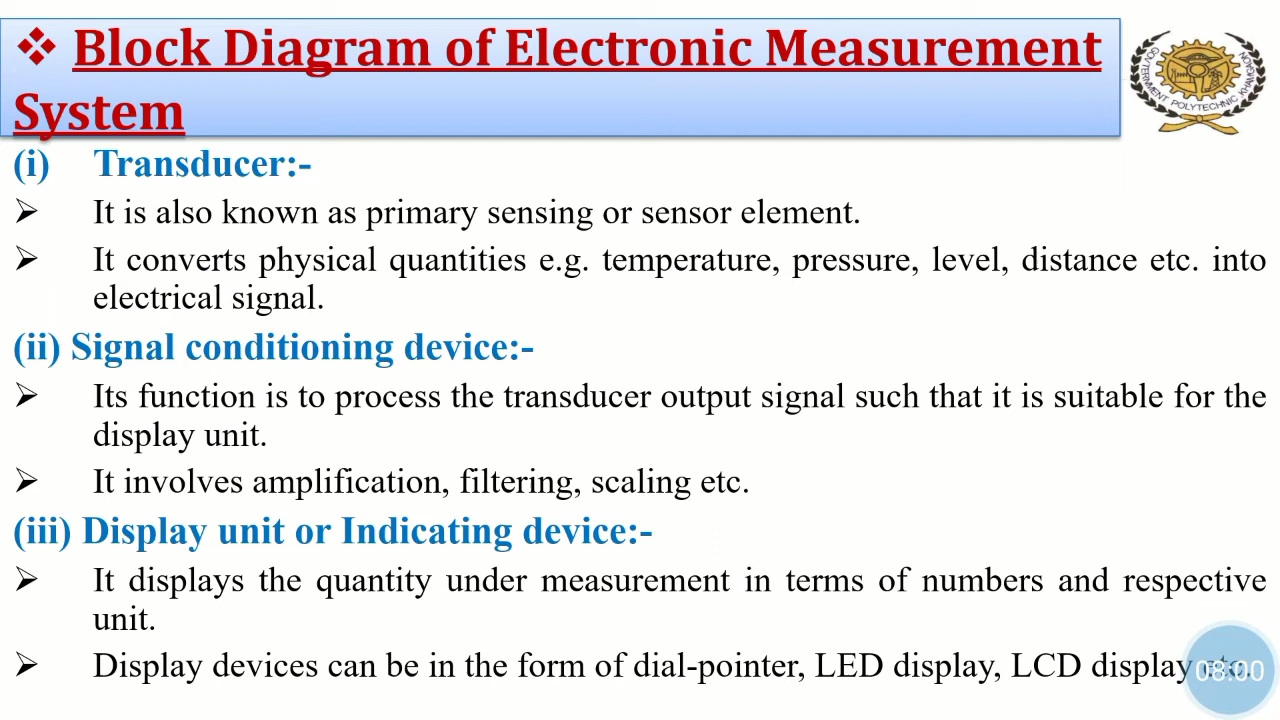 ❖ Block Diagram of Electronic Measurement
System
GOVERNMENT POLYTECHNIC KHAMGAON
(i) Transducer:-
➢ It is also known as primary sensing or sensor element.
➢ It converts physical quantities e.g. temperature, pressure, level, distance etc. into
electrical signal.
(ii) Signal conditioning device:-
➢ Its function is to process the transducer output signal such that it is suitable for the
display unit.
➢ It involves amplification, filtering, scaling etc.
(iii) Display unit or Indicating device:-
➢ It displays the quantity under measurement in terms of numbers and respective
unit.
➢ Display devices can be in the form of dial-pointer, LED display, LCD display etc.
08:00